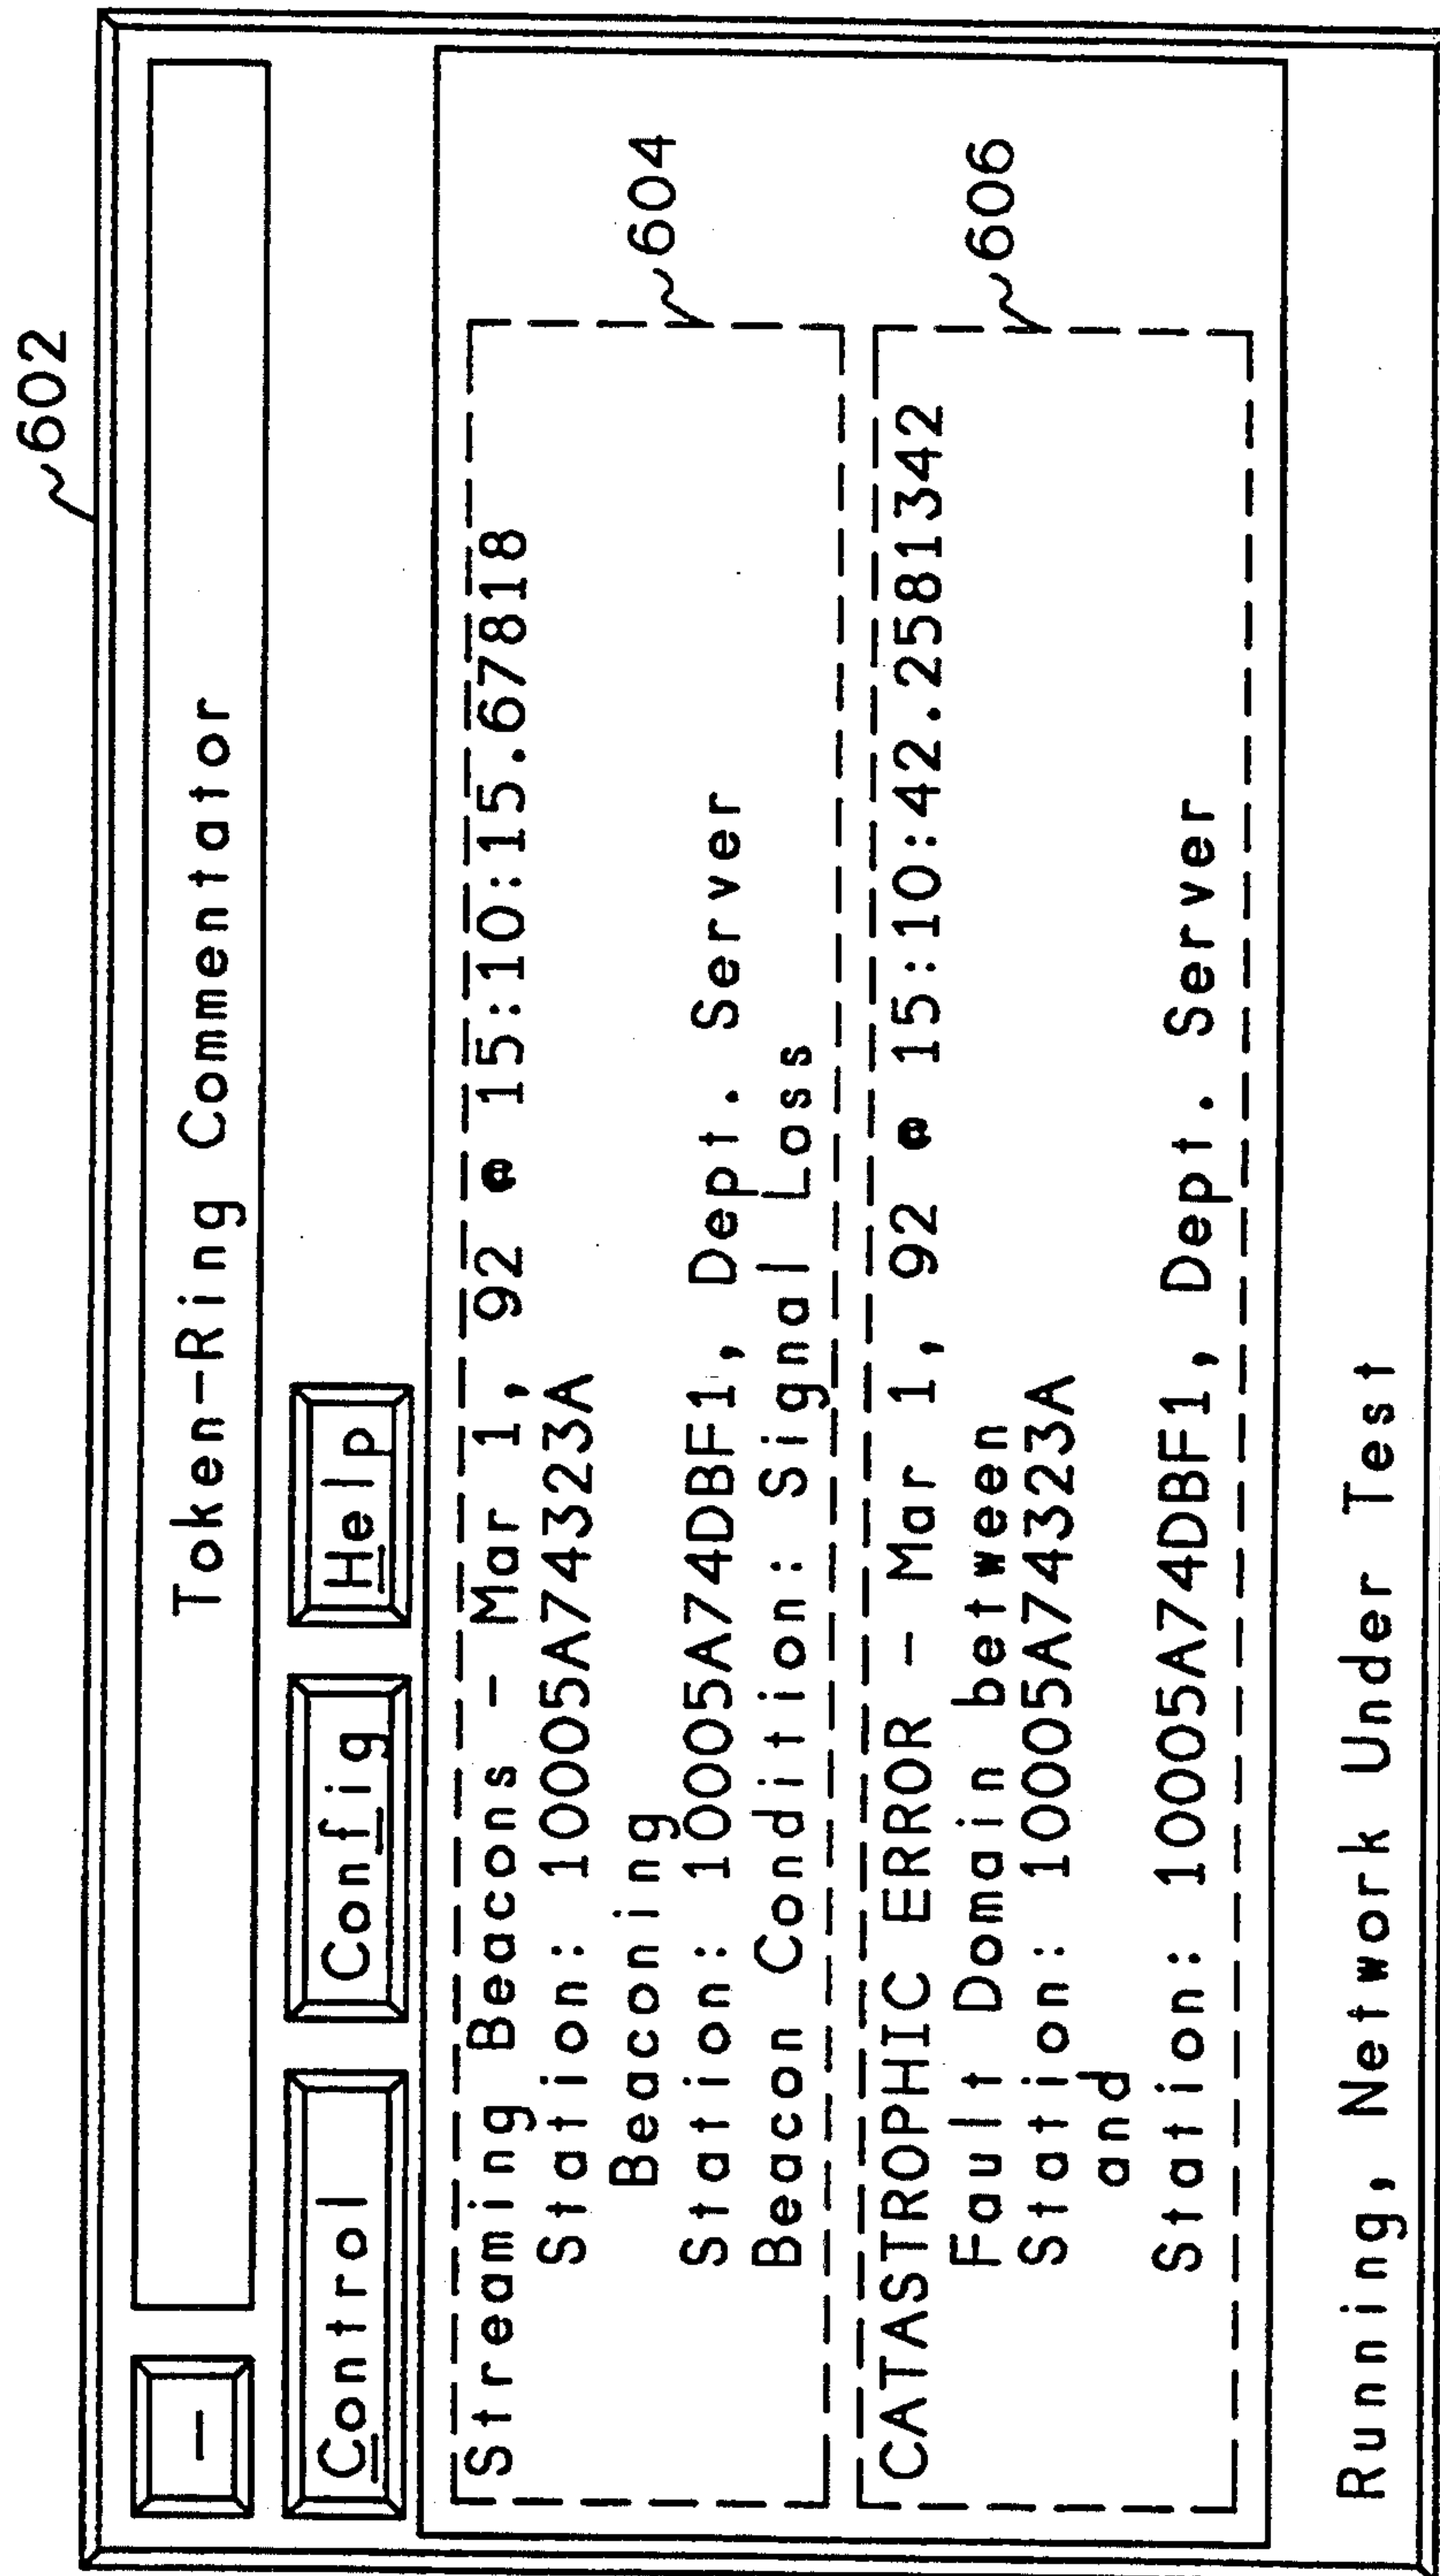 602
-
Token-Ring Commentator
Control Config Help
Streaming Beacons - Mar 1, 92 @ 15:10:15.67818
Station: 10005A74323A
Beaconing
Station: 10005A74DBF1, Dept. Server
Beacon Condition: Signal Loss
604
CATASTROPHIC ERROR - Mar 1, 92 @ 15:10:42.2581342
Fault Domain between
Station: 10005A74323A
and
Station: 10005A74DBF1, Dept. Server
606
Running, Network Under Test